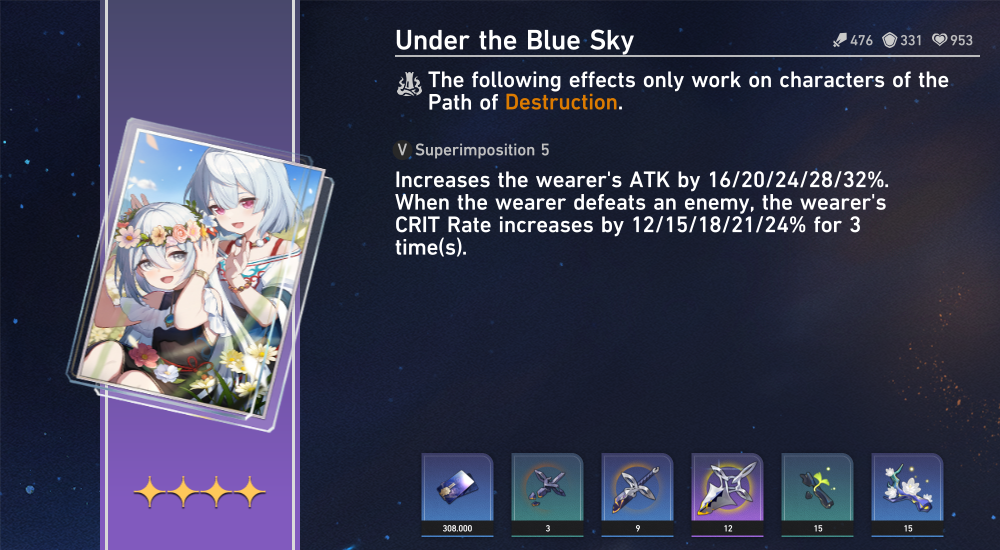 Under the Blue Sky
476 331 953
The following effects only work on characters of the
Path of Destruction.
V Superimposition 5
Increases the wearer's ATK by 16/20/24/28/32%.
When the wearer defeats an enemy, the wearer's
CRIT Rate increases by 12/15/18/21/24% for 3
time(s).
308.000 3 9 12 15 15